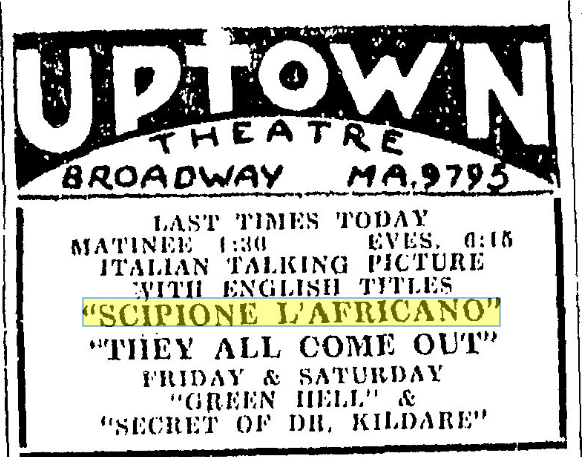 UPTOWN
THEATRE
BROADWAY MA. 9795
LAST TIMES TODAY
MATINEE 1:30 EVES. 6:15
ITALIAN TALKING PICTURE
WITH ENGLISH TITLES
"SCIPIONE L'AFRICANO"
"THEY ALL COME OUT"
FRIDAY & SATURDAY
"GREEN HELL" &
"SECRET OF DR. KILDARE"